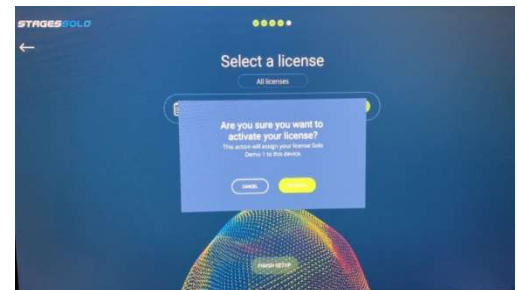 STAGESSOLO
Select a license
All licenses
Are you sure you want to
activate your license?
This action will assign your license Solo
Demo 1 to this device.
CANCEL
FINISH SETUP